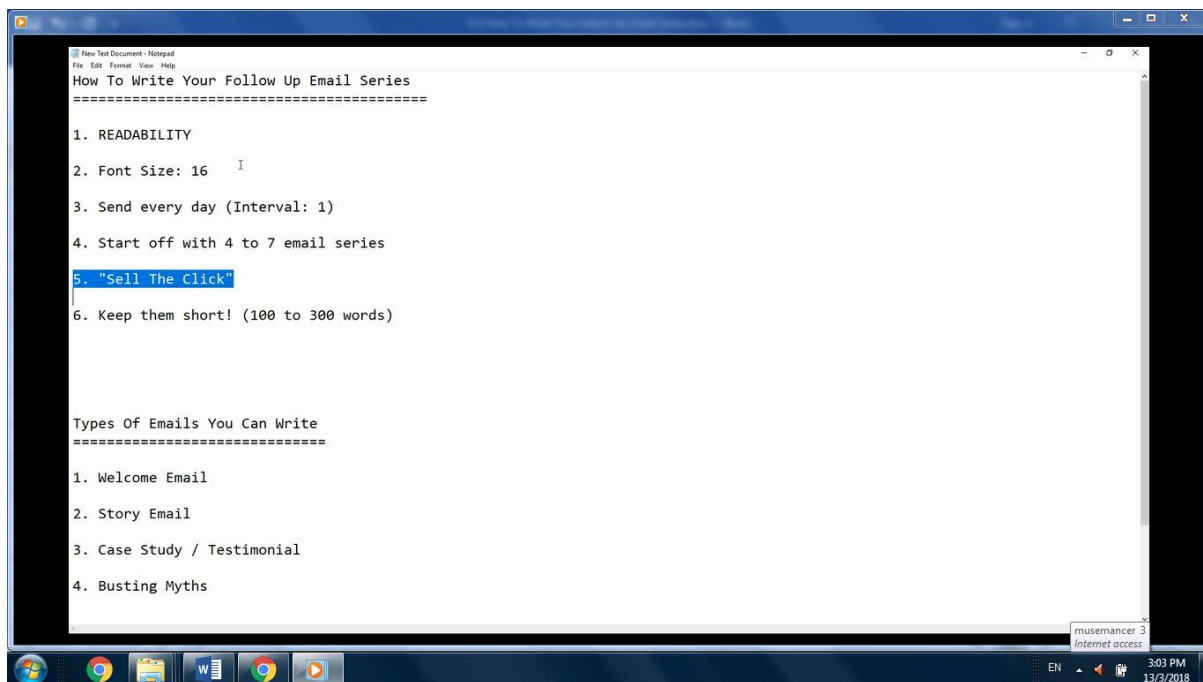 New Text Document - Notepad
File Edit Format View Help
How To Write Your Follow Up Email Series
==========================================
1. READABILITY
2. Font Size: 16
3. Send every day (Interval: 1)
4. Start off with 4 to 7 email series
5. "Sell The Click"
6. Keep them short! (100 to 300 words)
Types Of Emails You Can Write
==============================
1. Welcome Email
2. Story Email
3. Case Study / Testimonial
4. Busting Myths
musemancer 3
Internet access
EN
3:03 PM
13/3/2018